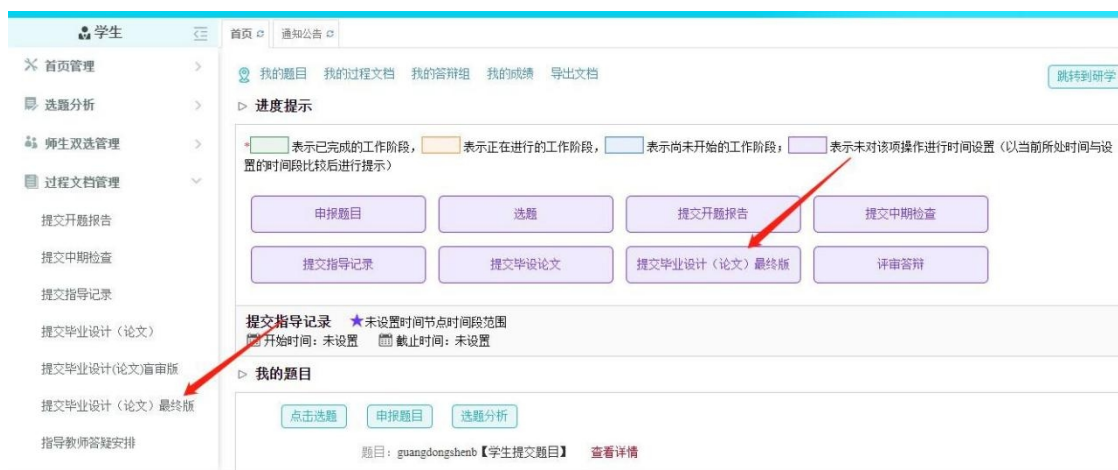 学生
首页 通知公告
首页管理
选题分析
师生双选管理
过程文档管理
提交开题报告
提交中期检查
提交指导记录
提交毕业设计（论文）
提交毕业设计(论文)盲审版
提交毕业设计（论文）最终版
指导教师答疑安排
我的题目 我的过程文档 我的答辩组 我的成绩 导出文档
跳转到研学
进度提示
*表示已完成的工作阶段， 表示正在进行的工作阶段， 表示尚未开始的工作阶段； 表示未对该项操作进行时间设置（以当前所处时间与设
置的时间段比较后进行提示）
申报题目 选题 提交开题报告 提交中期检查
提交指导记录 提交毕设论文 提交毕业设计（论文）最终版 评审答辩
提交指导记录 ★未设置时间节点时间段范围
开始时间：未设置 截止时间：未设置
我的题目
点击选题 申报题目 选题分析
题目：guangdongshenb【学生提交题目】 查看详情